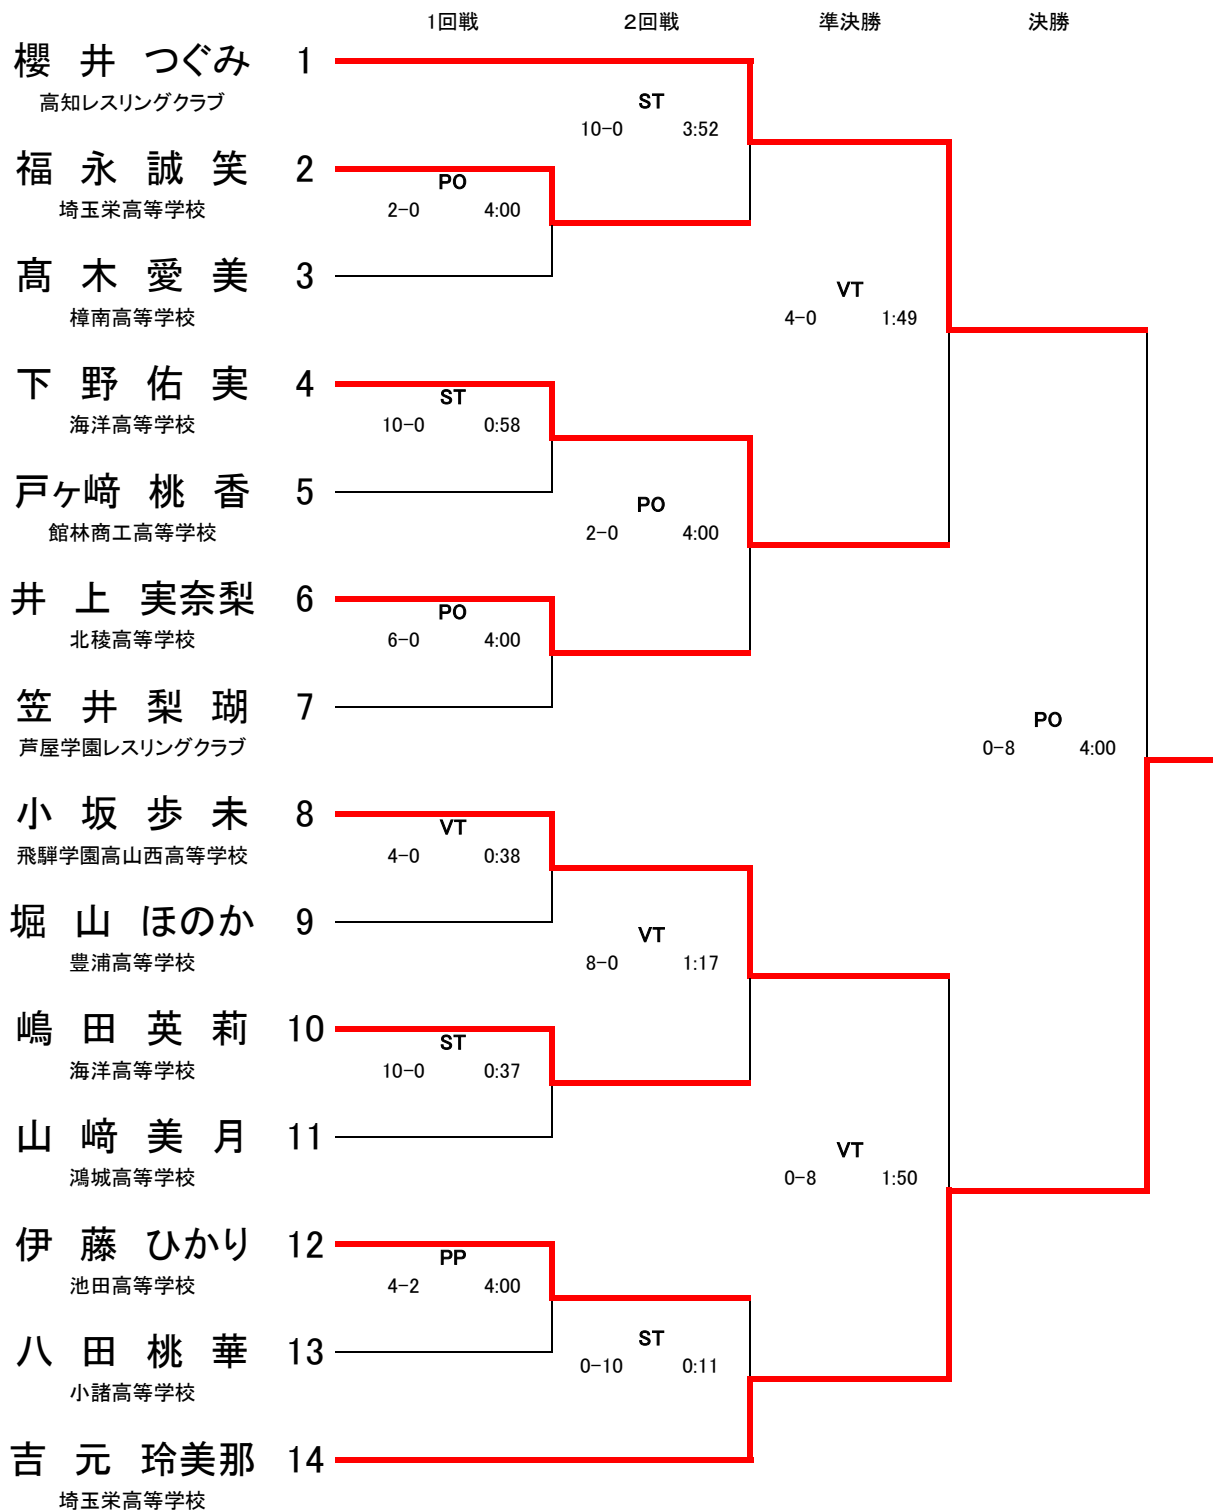 1回戦 2回戦 準決勝 決勝
櫻 井 つぐみ 1
高知レスリングクラブ
ST
10-0 3:52
福 永 誠 笑 2
PO
埼玉栄高等学校
2-0 4:00
髙 木 愛 美 3
樟南高等学校
VT
4-0 1:49
下 野 佑 実 4
ST
海洋高等学校
10-0 0:58
戸ヶ﨑 桃 香 5
館林商工高等学校
PO
2-0 4:00
井 上 実奈梨 6
PO
北稜高等学校
6-0 4:00
笠 井 梨 瑚 7
芦屋学園レスリングクラブ
PO
0-8 4:00
小 坂 歩 未 8
VT
飛騨学園高山西高等学校
4-0 0:38
堀 山 ほのか 9
豊浦高等学校
VT
8-0 1:17
嶋 田 英 莉 10
ST
海洋高等学校
10-0 0:37
山 﨑 美 月 11
鴻城高等学校
VT
0-8 1:50
伊 藤 ひかり 12
PP
池田高等学校
4-2 4:00
八 田 桃 華 13
小諸高等学校
ST
0-10 0:11
吉 元 玲美那 14
埼玉栄高等学校